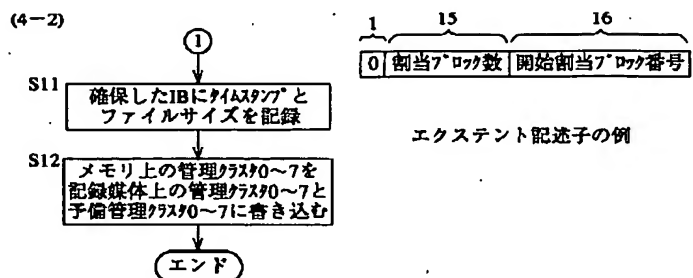 (4−2)
1
S11
確保したIBにタイムスタンプと
ファイルサイズを記録
S12
メモリ上の管理クラスタ0〜7を
記録媒体上の管理クラスタ0〜7と
予備管理クラスタ0〜7に書き込む
エンド
1 15 16
0 割当ブロック数 開始割当ブロック番号
エクステント記述子の例